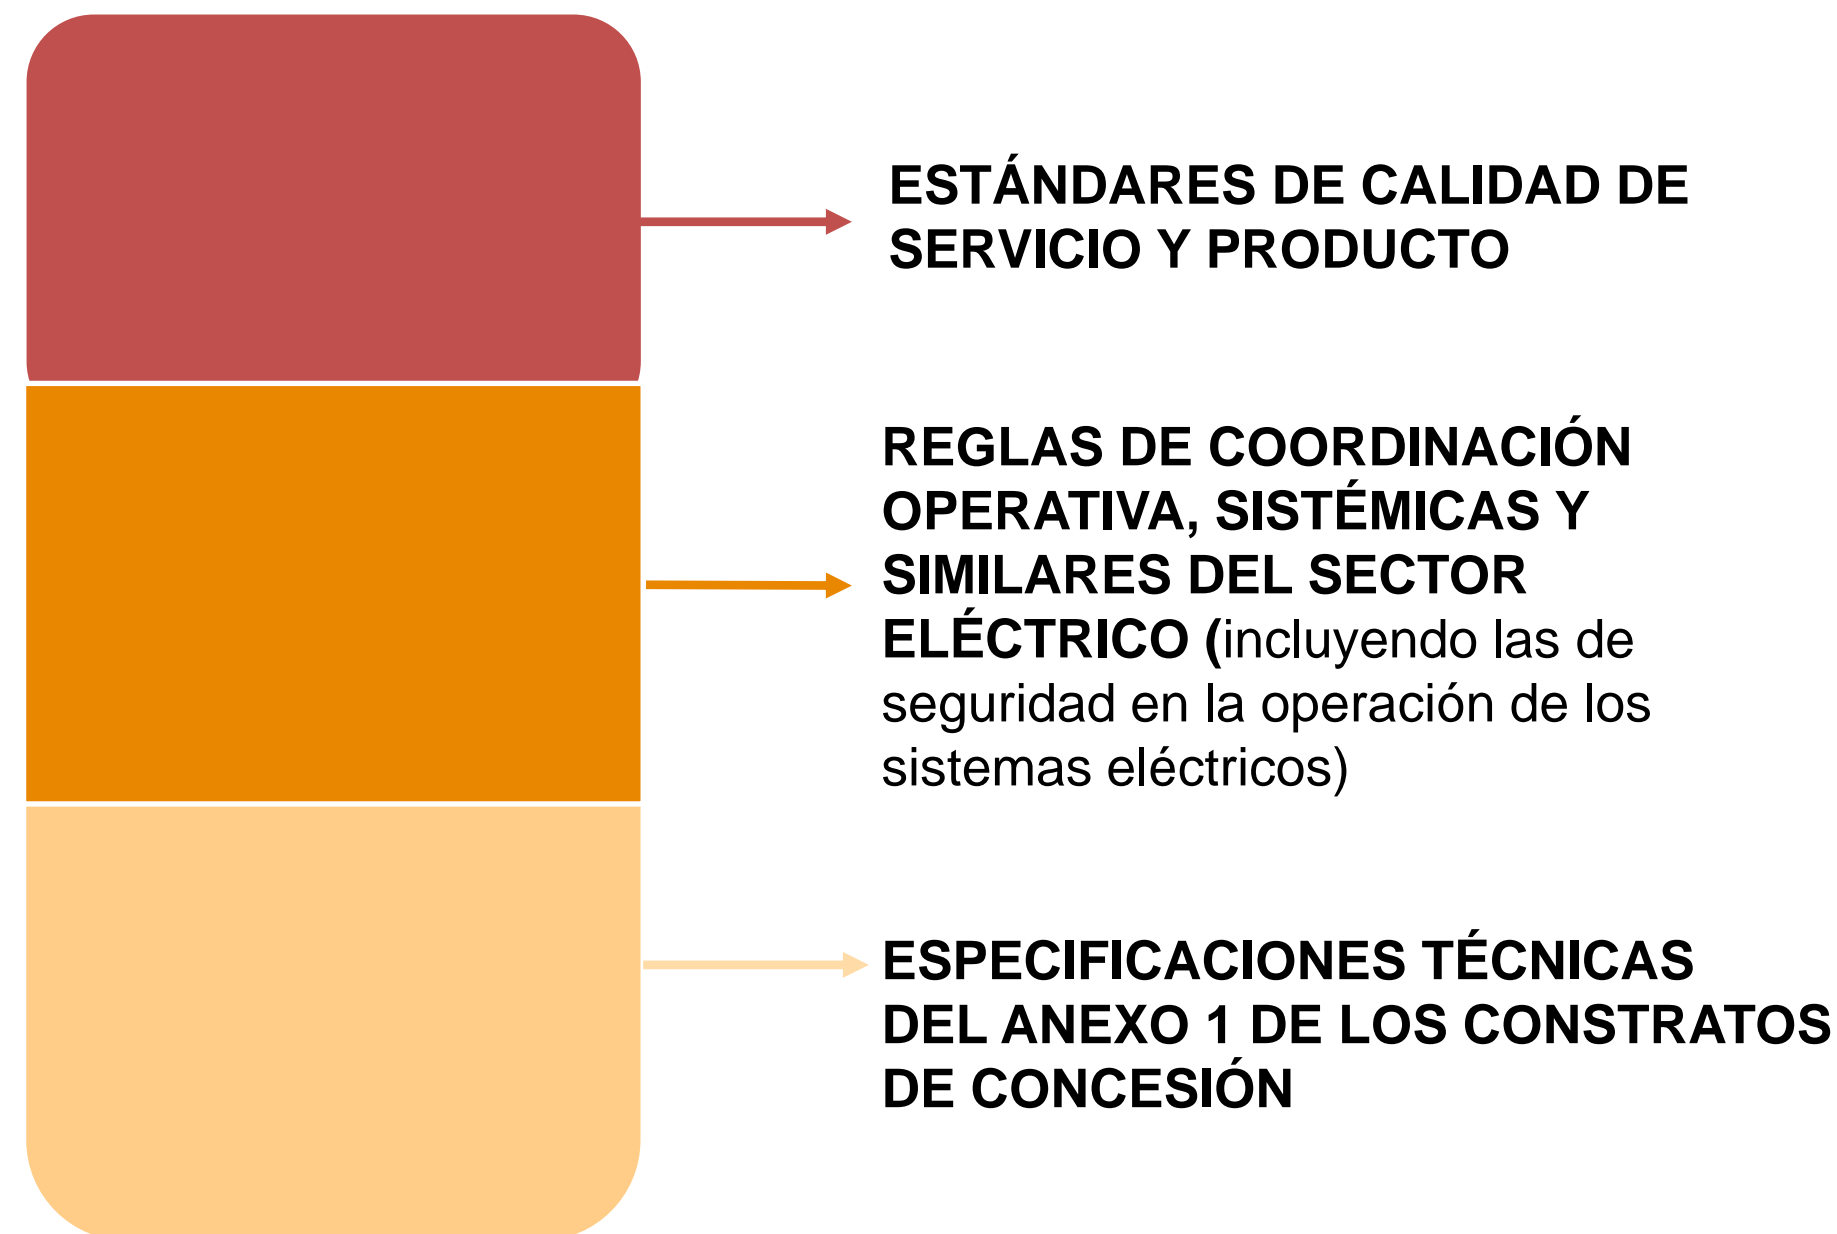 ESTÁNDARES DE CALIDAD DE
SERVICIO Y PRODUCTO
REGLAS DE COORDINACIÓN
OPERATIVA, SISTÉMICAS Y
SIMILARES DEL SECTOR
ELÉCTRICO (incluyendo las de
seguridad en la operación de los
sistemas eléctricos)
ESPECIFICACIONES TÉCNICAS
DEL ANEXO 1 DE LOS CONSTRATOS
DE CONCESIÓN